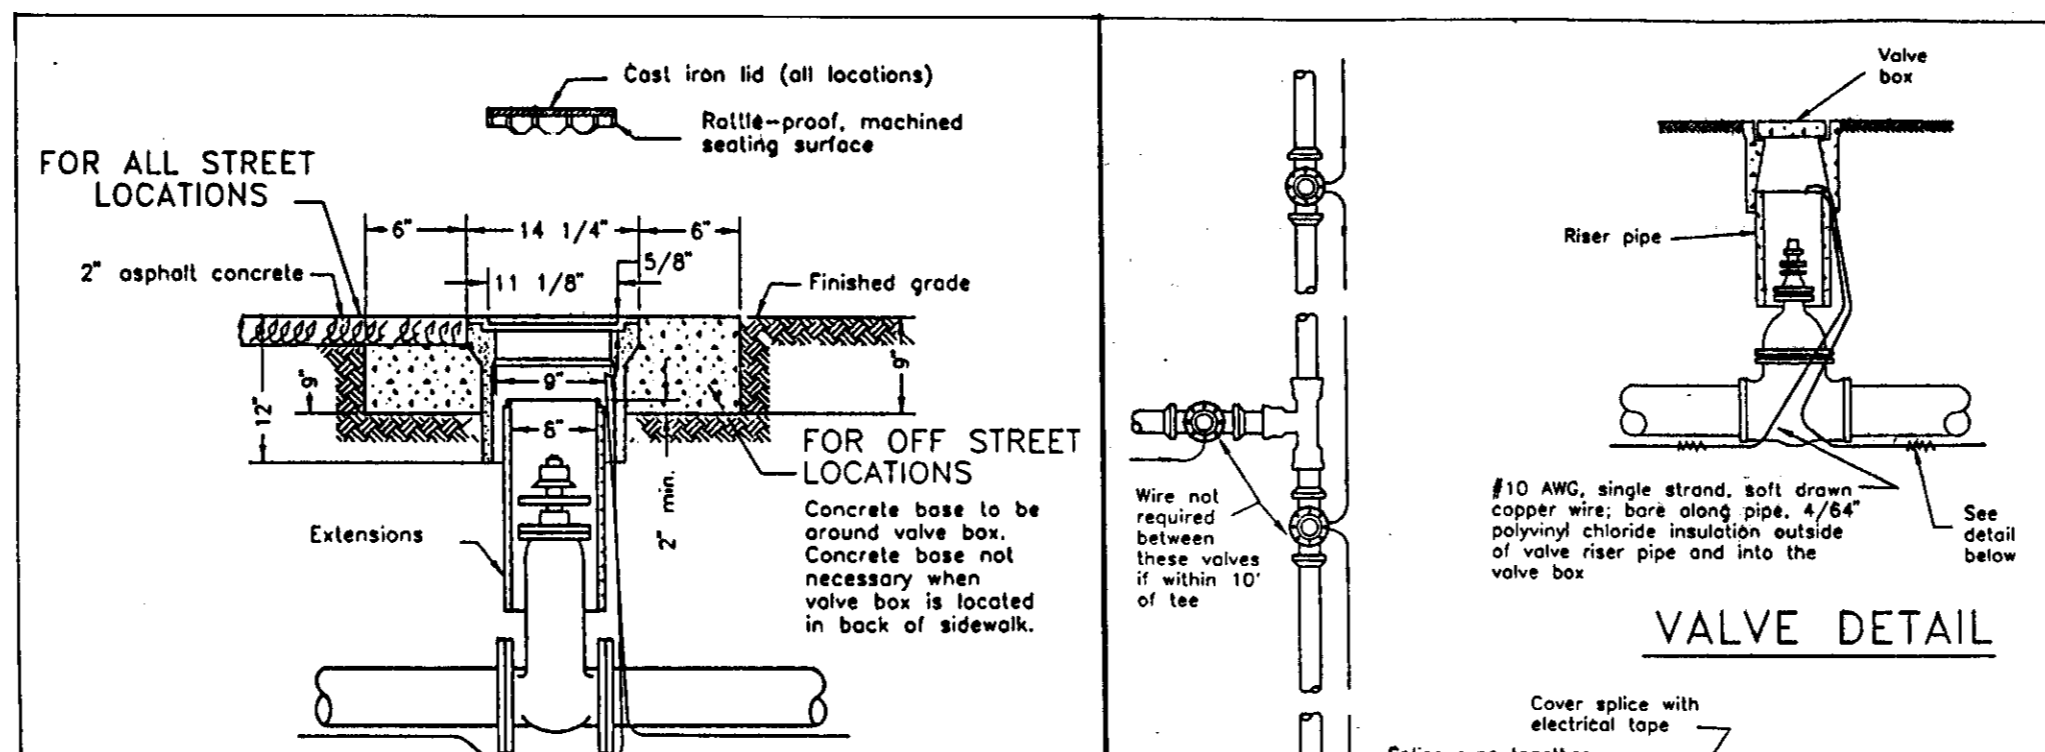 Cast iron lid (all locations)
Rattle-proof, machined
seating surface
FOR ALL STREET
LOCATIONS
6"
14 1/4"
6"
5/8"
2" asphalt concrete
11 1/8"
Finished grade
9"
12"
9"
9"
8"
2" min.
FOR OFF STREET
LOCATIONS
Concrete base to be
around valve box.
Concrete base not
necessary when
valve box is located
in back of sidewalk.
Extensions
Valve
box
Riser pipe
Wire not
required
between
these valves
if within 10'
of tee
#10 AWG, single strand, soft drawn
copper wire; bare along pipe. 4/64"
polyvinyl chloride insulation outside
of valve riser pipe and into the
valve box
See
detail
below
VALVE DETAIL
Cover splice with
electrical tape